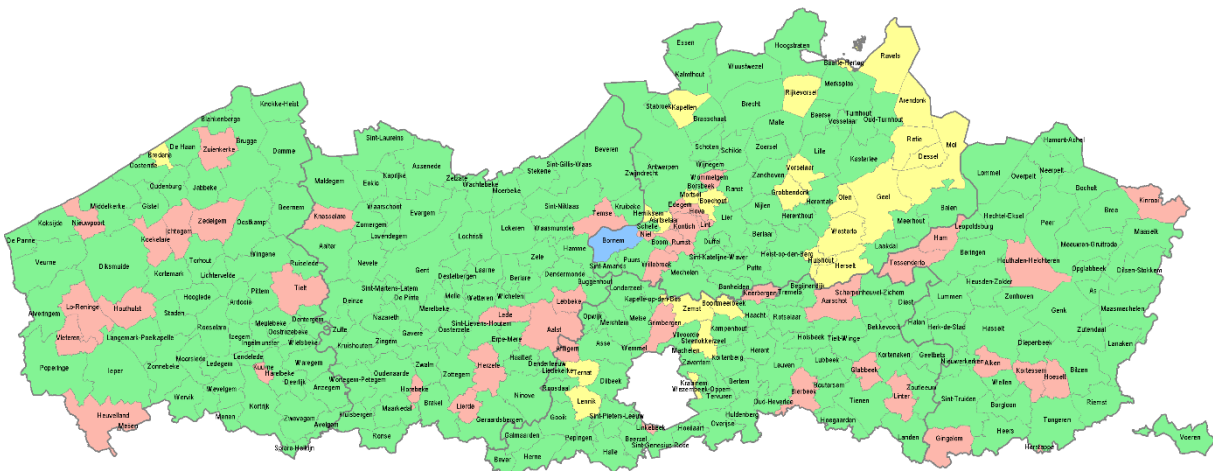 Essen
Hoogstraten
Kalmthout
Wuustwezel
Baarle-Hertog
Ravels
Merksplas
Rijkevorsel
Knokke-Heist
Blankenberge
De Haan
Brugge
Zuienkerke
Damme
Bredene
Oostende
Stabroek
Kapellen
Brecht
Brasschaat
Malle
Beerse
Turnhout
Vosselaar
Oud-Turnhout
Arendonk
Sint-Laureins
Assenede
Kaprijke
Eeklo
Maldegem
Zelzate
Wachtebeke
Moerbeke
Stekene
Sint-Gillis-Waas
Beveren
Antwerpen
Zwijndrecht
Schoten
Schilde
Zoersel
Lille
Kasterlee
Retie
Dessel
Mol
Wijnegem
Wommelgem
Borsbeek
Ranst
Zandhoven
Vorselaar
Grobbendonk
Herentals
Olen
Geel
Hamont-Achel
Lommel
Overpelt
Neerpelt
Bocholt
Oudenburg
Jabbeke
Middelkerke
Gistel
Nieuwpoort
Koksijde
De Panne
Veurne
Zedelgem
Oostkamp
Beernem
Ichtegem
Koekelare
Torhout
Wingene
Knesselare
Aalter
Ruiselede
Waarschoot
Evergem
Lovendegem
Lochristi
Lokeren
Sint-Niklaas
Waasmunster
Temse
Kruibeke
Hemiksem
Aartselaar
Schelle
Niel
Boom
Rumst
Kontich
Edegem
Mortsel
Hove
Boechout
Lint
Lier
Nijlen
Herenthout
Berlaar
Duffel
Bornem
Puurs
Willebroek
Sint-Amands
Mechelen
Sint-Katelijne-Waver
Putte
Heist-op-den-Berg
Hulshout
Westerlo
Herselt
Laakdal
Meerhout
Balen
Ham
Tessenderlo
Leopoldsburg
Hechtel-Eksel
Peer
Bree
Kinrooi
Maaseik
Meeuwen-Gruitrode
Beringen
Houthalen-Helchteren
Heusden-Zolder
Opglabbeek
As
Dilsen-Stokkem
Diksmuide
Kortemark
Lichtervelde
Tielt
Pittem
Ardooie
Hooglede
Staden
Roeselare
Houthulst
Lo-Reninge
Alveringem
Vleteren
Langemark-Poelkapelle
Poperinge
Ieper
Zonnebeke
Moorslede
Ledegem
Izegem
Ingelmunster
Meulebeke
Oostrozebeke
Dentergem
Wielsbeke
Lendelede
Kuurne
Harelbeke
Waregem
Deerlijk
Anzegem
Wevelgem
Wervik
Menen
Kortrijk
Zwevegem
Avelgem
Spiere-Helkijn
Heuvelland
Mesen
Nevele
Gent
Deinze
Sint-Martens-Latem
De Pinte
Nazareth
Zulte
Kruishoutem
Zingem
Gavere
Merelbeke
Melle
Destelbergen
Laarne
Wetteren
Wichelen
Berlare
Zele
Hamme
Dendermonde
Buggenhout
Lebbeke
Lede
Aalst
Oosterzele
Sint-Lievens-Houtem
Erpe-Mere
Haaltert
Denderleeuw
Herzele
Zottegem
Zwalm
Oudenaarde
Wortegem-Petegem
Maarkedal
Horebeke
Brakel
Lierde
Geraardsbergen
Ninove
Kluisbergen
Ronse
Londerzeel
Kapelle-op-den-Bos
Opwijk
Merchtem
Meise
Grimbergen
Zemst
Boortmeerbeek
Vilvoorde
Steenokkerzeel
Kampenhout
Machelen
Wemmel
Asse
Affligem
Liedekerke
Ternat
Dilbeek
Roosdaal
Lennik
Gooik
Sint-Pieters-Leeuw
Galmaarden
Pepingen
Herne
Bever
Halle
Beersel
Linkebeek
Sint-Genesius-Rode
Hoeilaart
Overijse
Huldenberg
Tervuren
Wezembeek-Oppem
Kraainem
Zaventem
Kortenberg
Bertem
Herent
Leuven
Oud-Heverlee
Bierbeek
Haacht
Keerbergen
Tremelo
Rotselaar
Bonheiden
Begijnendijk
Aarschot
Scherpenheuvel-Zichem
Diest
Holsbeek
Tielt-Winge
Bekkevoort
Lubbeek
Kortenaken
Glabbeek
Boutersem
Tienen
Hoegaarden
Linter
Zoutleeuw
Geetbets
Landen
Lummen
Halen
Herk-de-Stad
Zonhoven
Genk
Hasselt
Diepenbeek
Maasmechelen
Zutendaal
Lanaken
Bilzen
Nieuwerkerken
Alken
Kortessem
Hoeselt
Wellen
Sint-Truiden
Borgloon
Riemst
Tongeren
Heers
Gingelom
Herstappe
Voeren